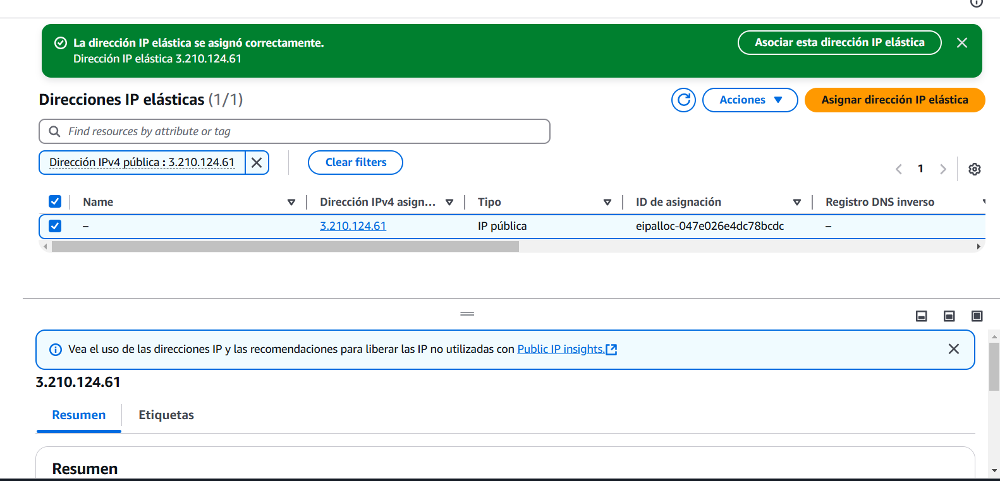 La dirección IP elástica se asignó correctamente.
Dirección IP elástica 3.210.124.61
Asociar esta dirección IP elástica
Direcciones IP elásticas (1/1)
Acciones
Asignar dirección IP elástica
Find resources by attribute or tag
Dirección IPv4 pública : 3.210.124.61
Clear filters
1
Name
Dirección IPv4 asign...
Tipo
ID de asignación
Registro DNS inverso
–
3.210.124.61
IP pública
eipalloc-047e026e4dc78bcdc
–
Vea el uso de las direcciones IP y las recomendaciones para liberar las IP no utilizadas con Public IP insights.
3.210.124.61
Resumen
Etiquetas
Resumen